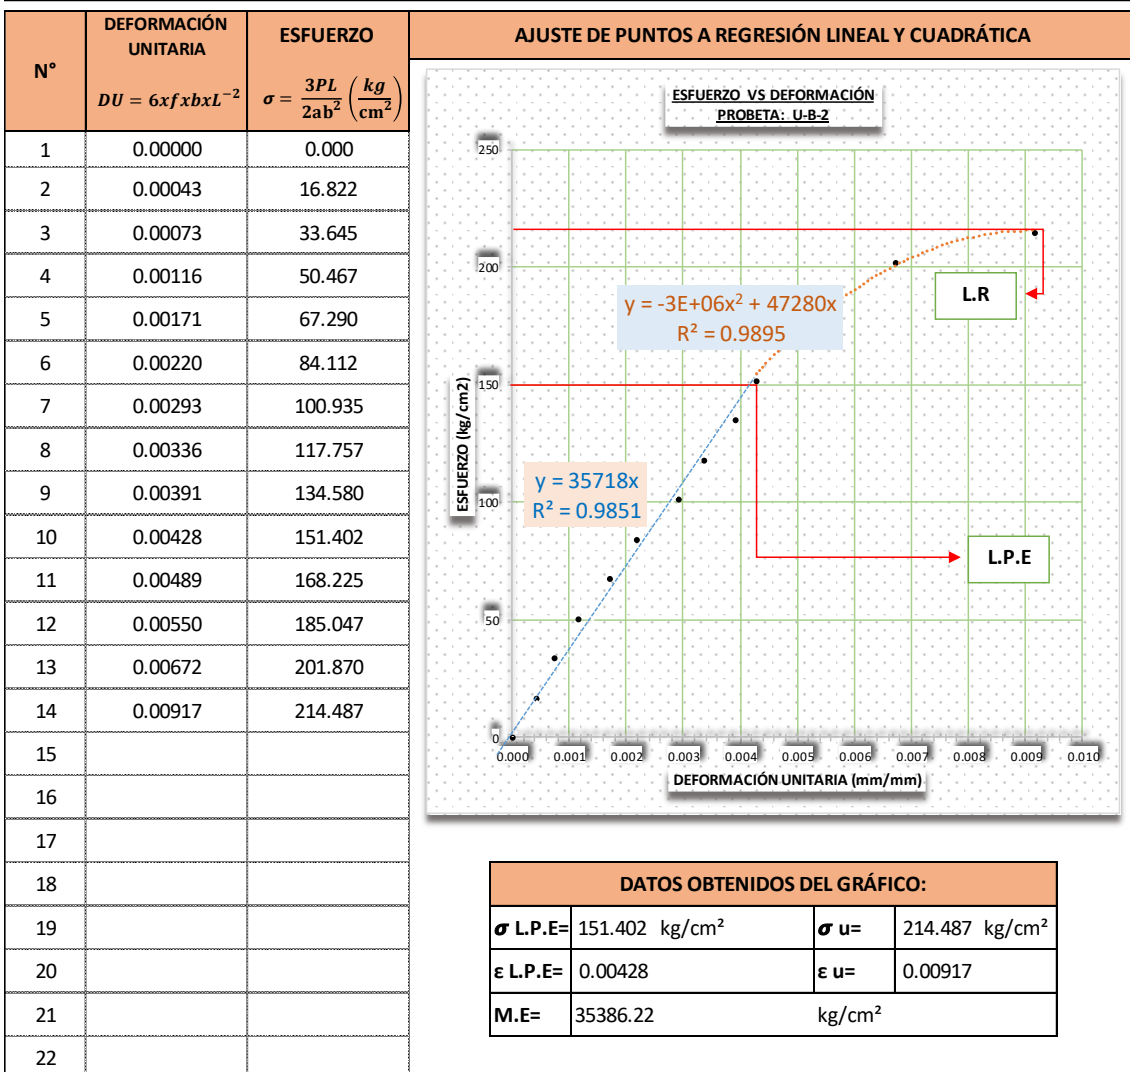 N° DEFORMACIÓN UNITARIA ESFUERZO AJUSTE DE PUNTOS A REGRESIÓN LINEAL Y CUADRÁTICA
DU = 6xfxbxL⁻² σ = 3PL/2ab² (kg/cm²)
1 0.00000 0.000
2 0.00043 16.822
3 0.00073 33.645
4 0.00116 50.467
5 0.00171 67.290
6 0.00220 84.112
7 0.00293 100.935
8 0.00336 117.757
9 0.00391 134.580
10 0.00428 151.402
11 0.00489 168.225
12 0.00550 185.047
13 0.00672 201.870
14 0.00917 214.487
15
16
17
18
19
20
21
22
ESFUERZO VS DEFORMACIÓN
PROBETA: U-B-2
250
200
150
100
50
0
ESFUERZO (kg/cm2)
L.R
y = -3E+06x² + 47280x
R² = 0.9895
y = 35718x
R² = 0.9851
L.P.E
0.000 0.001 0.002 0.003 0.004 0.005 0.006 0.007 0.008 0.009 0.010
DEFORMACIÓN UNITARIA (mm/mm)
DATOS OBTENIDOS DEL GRÁFICO:
σ L.P.E= 151.402 kg/cm² σ u= 214.487 kg/cm²
ε L.P.E= 0.00428 ε u= 0.00917
M.E= 35386.22 kg/cm²